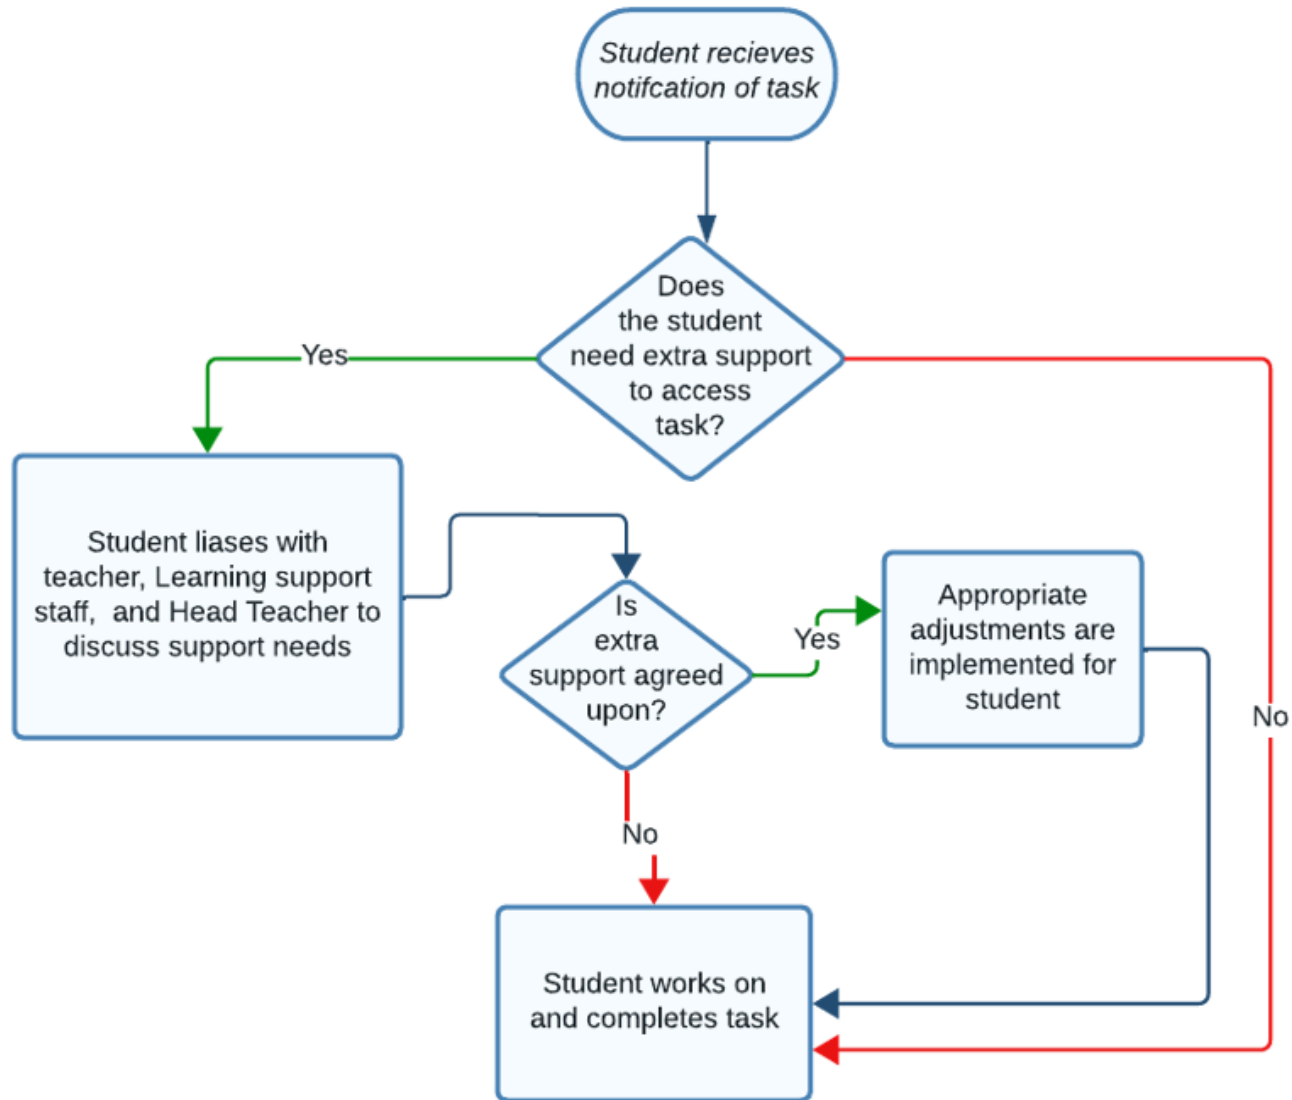 Student recieves
notifcation of task
Does
the student
need extra support
to access
task?
Yes
Student liases with
teacher, Learning support
staff,  and Head Teacher to
discuss support needs
Is
extra
support agreed
upon?
Yes
Appropriate
adjustments are
implemented for
student
No
No
Student works on
and completes task